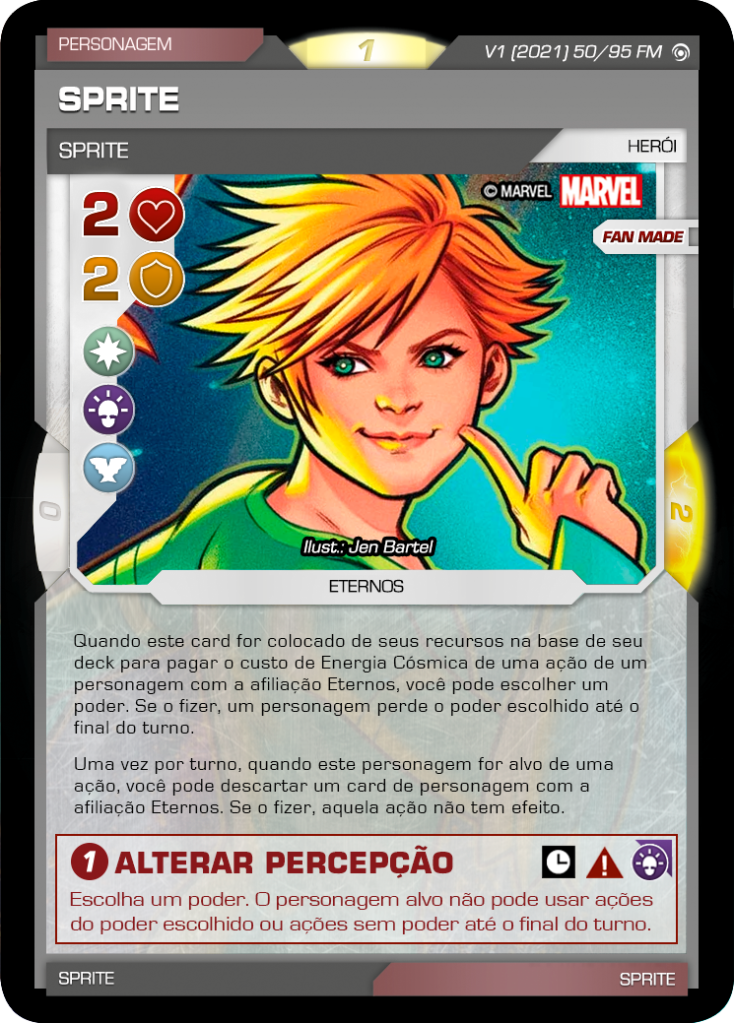 PERSONAGEM
1
V1 (2021) 50/95 FM
SPRITE
SPRITE
HERÓI
© MARVEL MARVEL
2
FAN MADE
2
0
2
Ilust.: Jen Bartel
ETERNOS
Quando este card for colocado de seus recursos na base de seu
deck para pagar o custo de Energia Cósmica de uma ação de um
personagem com a afiliação Eternos, você pode escolher um
poder. Se o fizer, um personagem perde o poder escolhido até o
final do turno.
Uma vez por turno, quando este personagem for alvo de uma
ação, você pode descartar um card de personagem com a
afiliação Eternos. Se o fizer, aquela ação não tem efeito.
1 ALTERAR PERCEPÇÃO
Escolha um poder. O personagem alvo não pode usar ações
do poder escolhido ou ações sem poder até o final do turno.
SPRITE
SPRITE